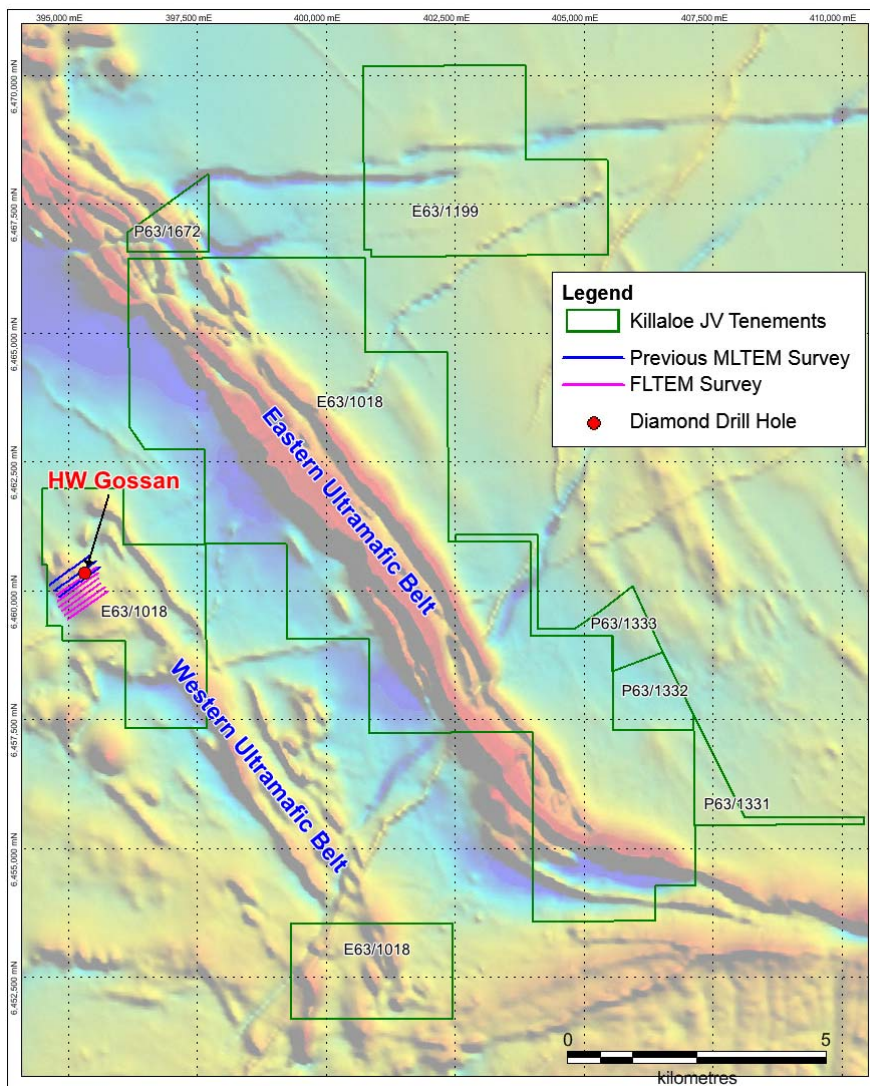 395,000 mE
397,500 mE
400,000 mE
402,500 mE
405,000 mE
407,500 mE
410,000 mE
6,470,000 mN
6,467,500 mN
6,465,000 mN
6,462,500 mN
6,460,000 mN
6,457,500 mN
6,455,000 mN
6,452,500 mN
P63/1672
E63/1199
Legend
Killaloe JV Tenements
Previous MLTEM Survey
FLTEM Survey
Diamond Drill Hole
E63/1018
Eastern Ultramafic Belt
HW Gossan
E63/1018
P63/1333
P63/1332
Western Ultramafic Belt
P63/1331
E63/1018
0 5
kilometres